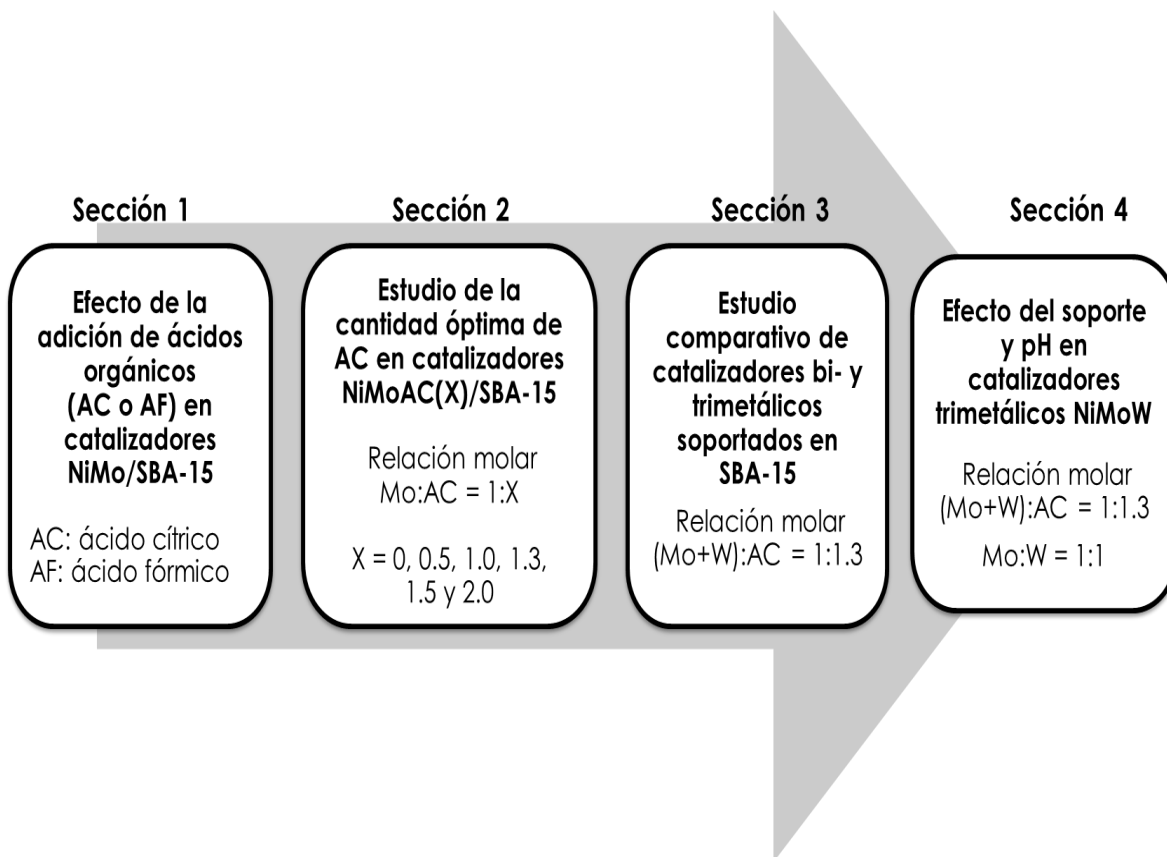 Sección 1
Efecto de la
adición de ácidos
orgánicos
(AC o AF) en
catalizadores
NiMo/SBA-15
AC: ácido cítrico
AF: ácido fórmico
Sección 2
Estudio de la
cantidad óptima de
AC en catalizadores
NiMoAC(X)/SBA-15
Relación molar
Mo:AC = 1:X
X = 0, 0.5, 1.0, 1.3,
1.5 y 2.0
Sección 3
Estudio
comparativo de
catalizadores bi- y
trimetálicos
soportados en
SBA-15
Relación molar
(Mo+W):AC = 1:1.3
Sección 4
Efecto del soporte
y pH en
catalizadores
trimetálicos NiMoW
Relación molar
(Mo+W):AC = 1:1.3
Mo:W = 1:1